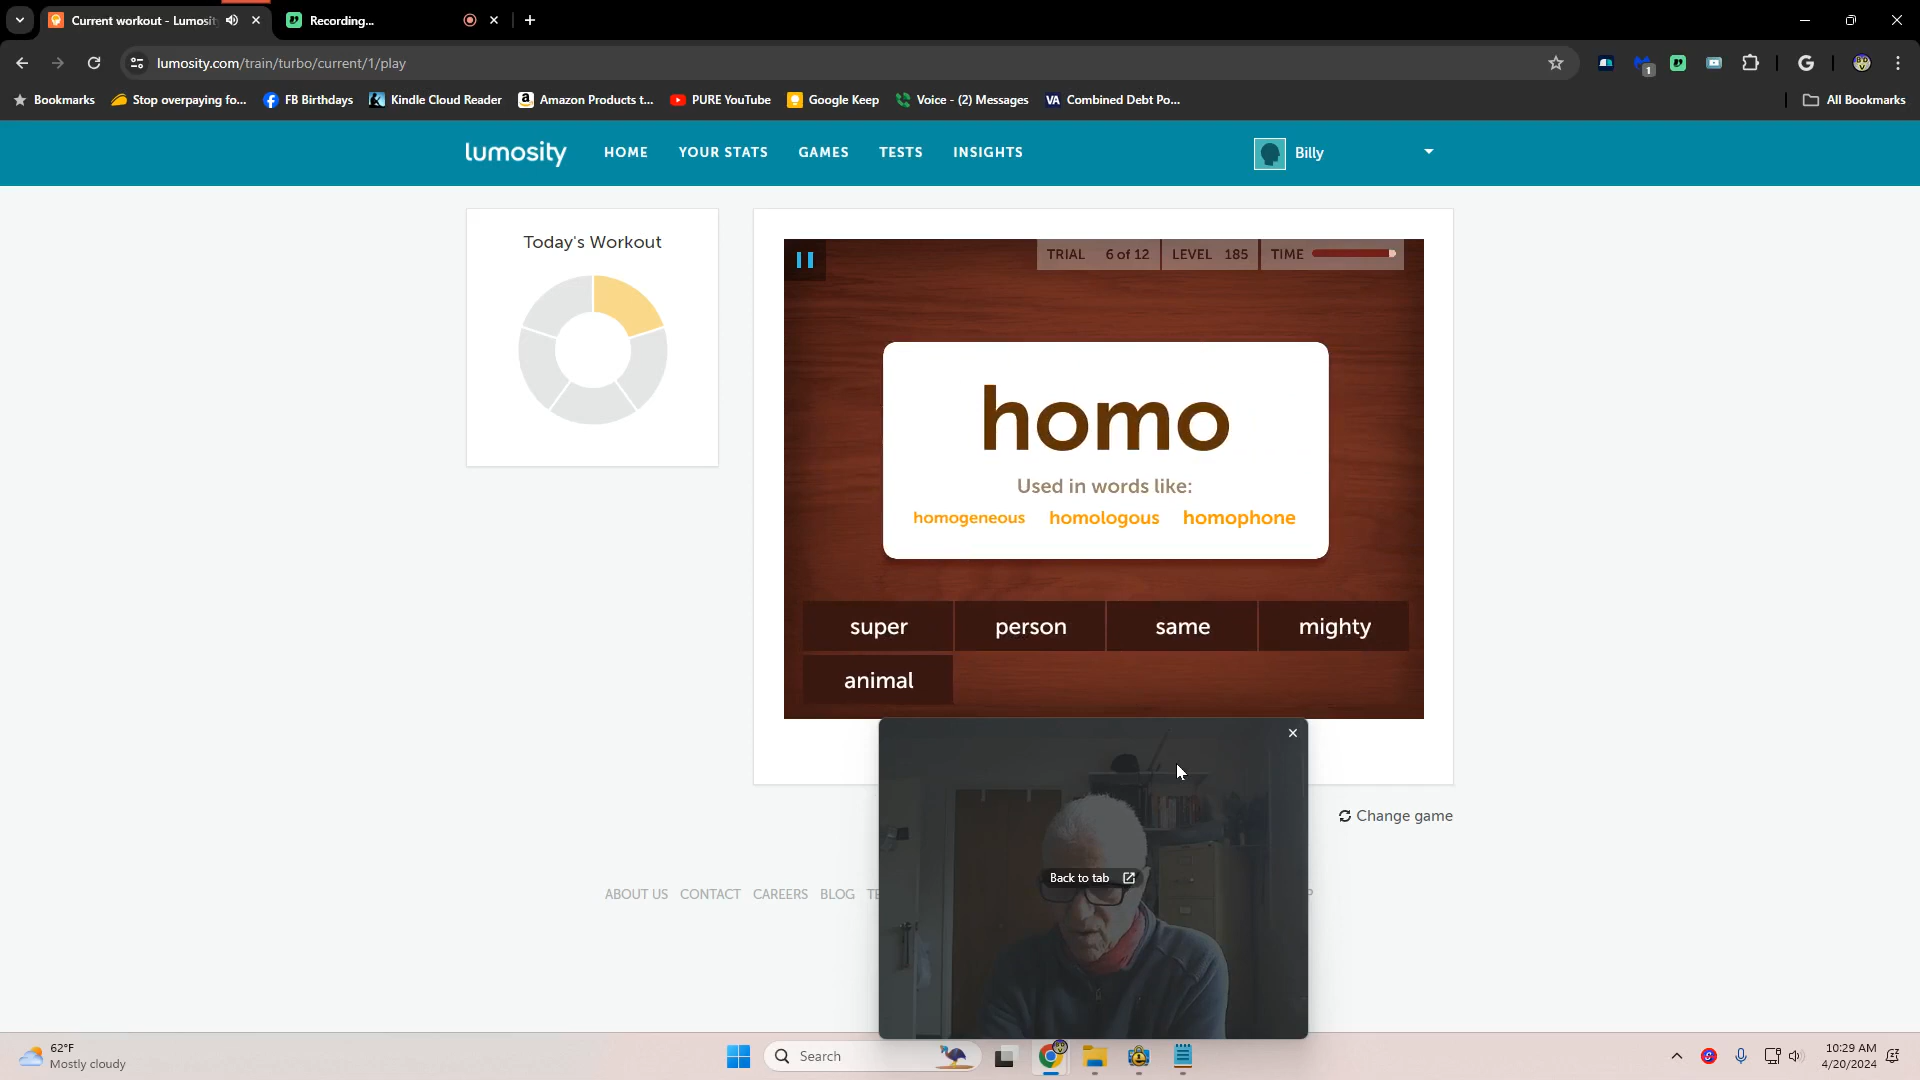 Current workout - Lumosit
Recording...
lumosity.com/train/turbo/current/1/play
1
Bookmarks
Stop overpaying fo...
FB Birthdays
Kindle Cloud Reader
Amazon Products t...
PURE YouTube
Google Keep
Voice - (2) Messages
VA Combined Debt Po...
All Bookmarks
lumosity HOME YOUR STATS GAMES TESTS INSIGHTS Billy
Today's Workout
TRIAL 6 of 12 LEVEL 185 TIME
homo
Used in words like:
homogeneous homologous homophone
super person same mighty
animal
Back to tab
Change game
ABOUT US CONTACT CAREERS BLOG TE P
62°F
Mostly cloudy
Search
10:29 AM
4/20/2024